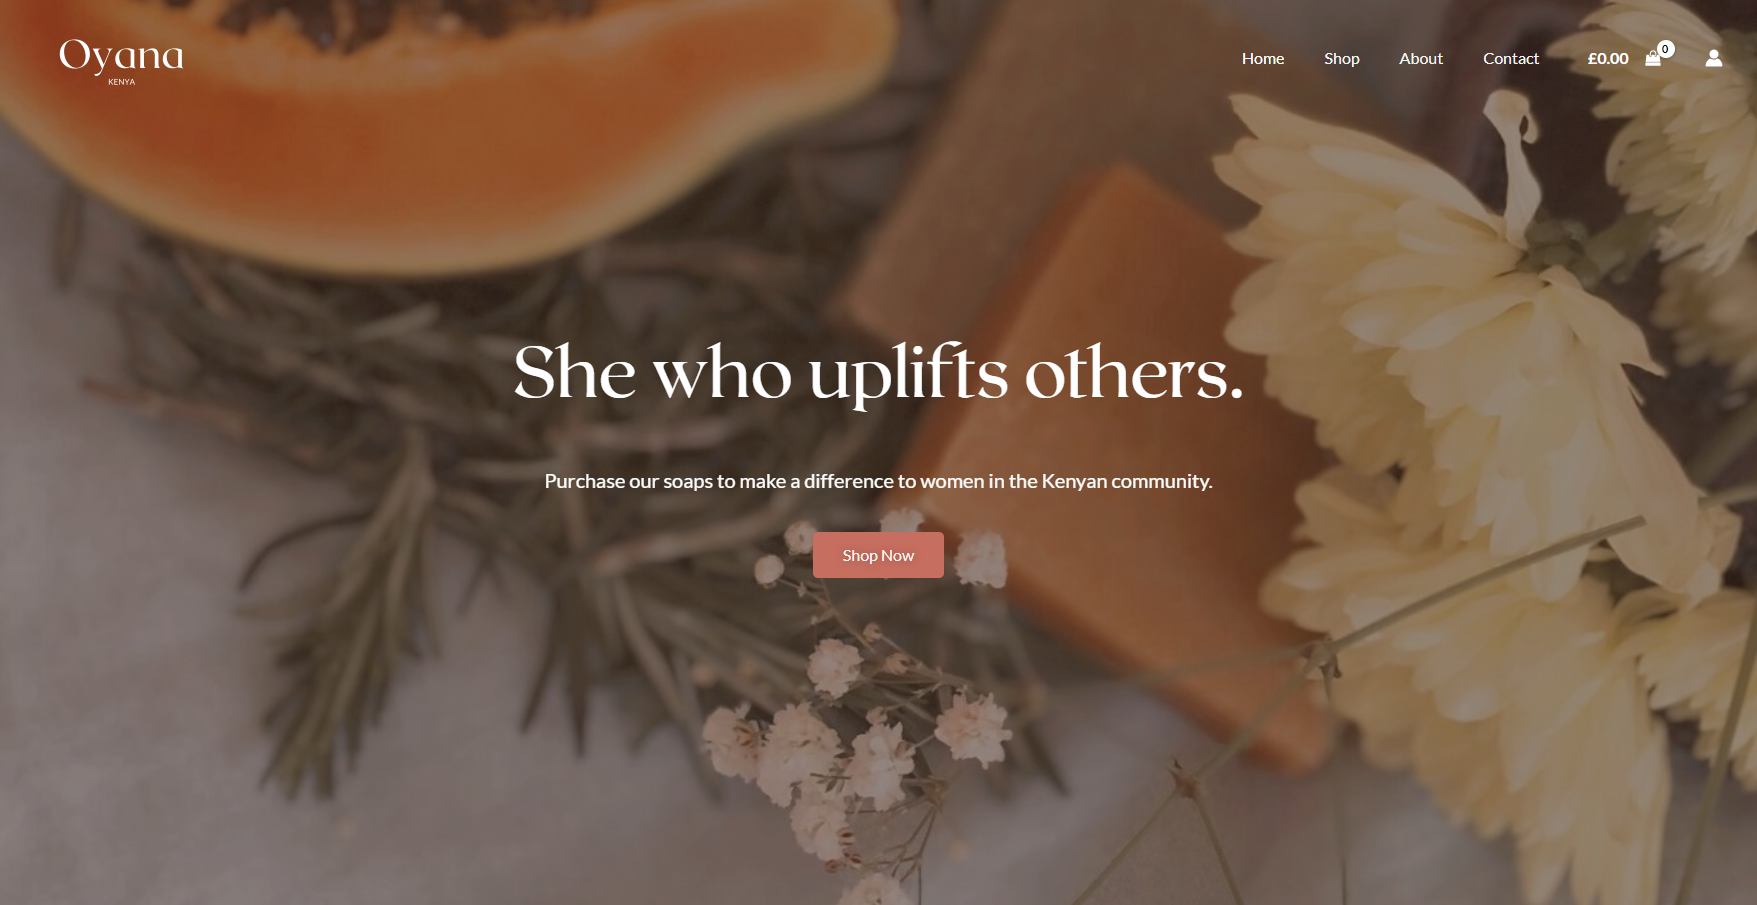 Oyana
KENYA
Home
Shop
About
Contact
£0.00
0
She who uplifts others.
Purchase our soaps to make a difference to women in the Kenyan community.
Shop Now